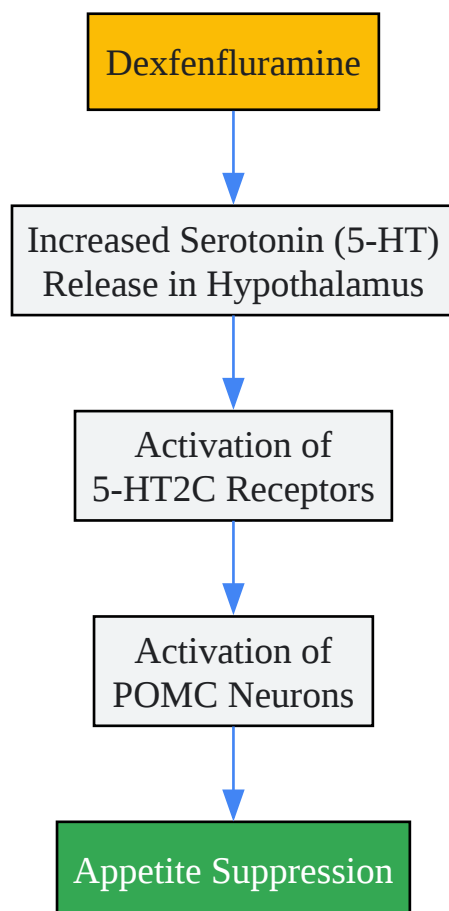 Dexfenfluramine
Increased Serotonin (5-HT)
Release in Hypothalamus
Activation of
5-HT2C Receptors
Activation of
POMC Neurons
Appetite Suppression